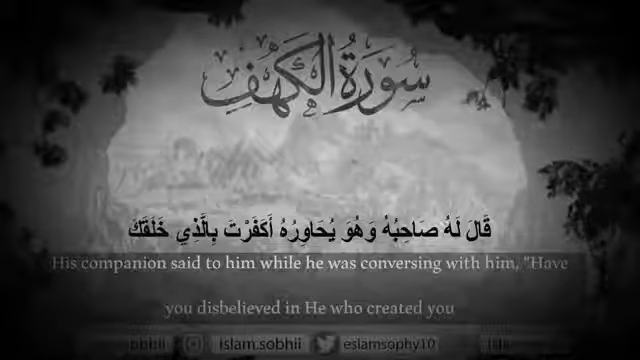 سُورَةُ الكَهْفِ
قَالَ لَهُ صَاحِبُهُ وَهُوَ يُحَاوِرُهُ أَكَفَرْتَ بِالَّذِي خَلَقَكَ
His companion said to him while he was conversing with him, "Have
you disbelieved in He who created you
islam.sobhii eslamsophy10